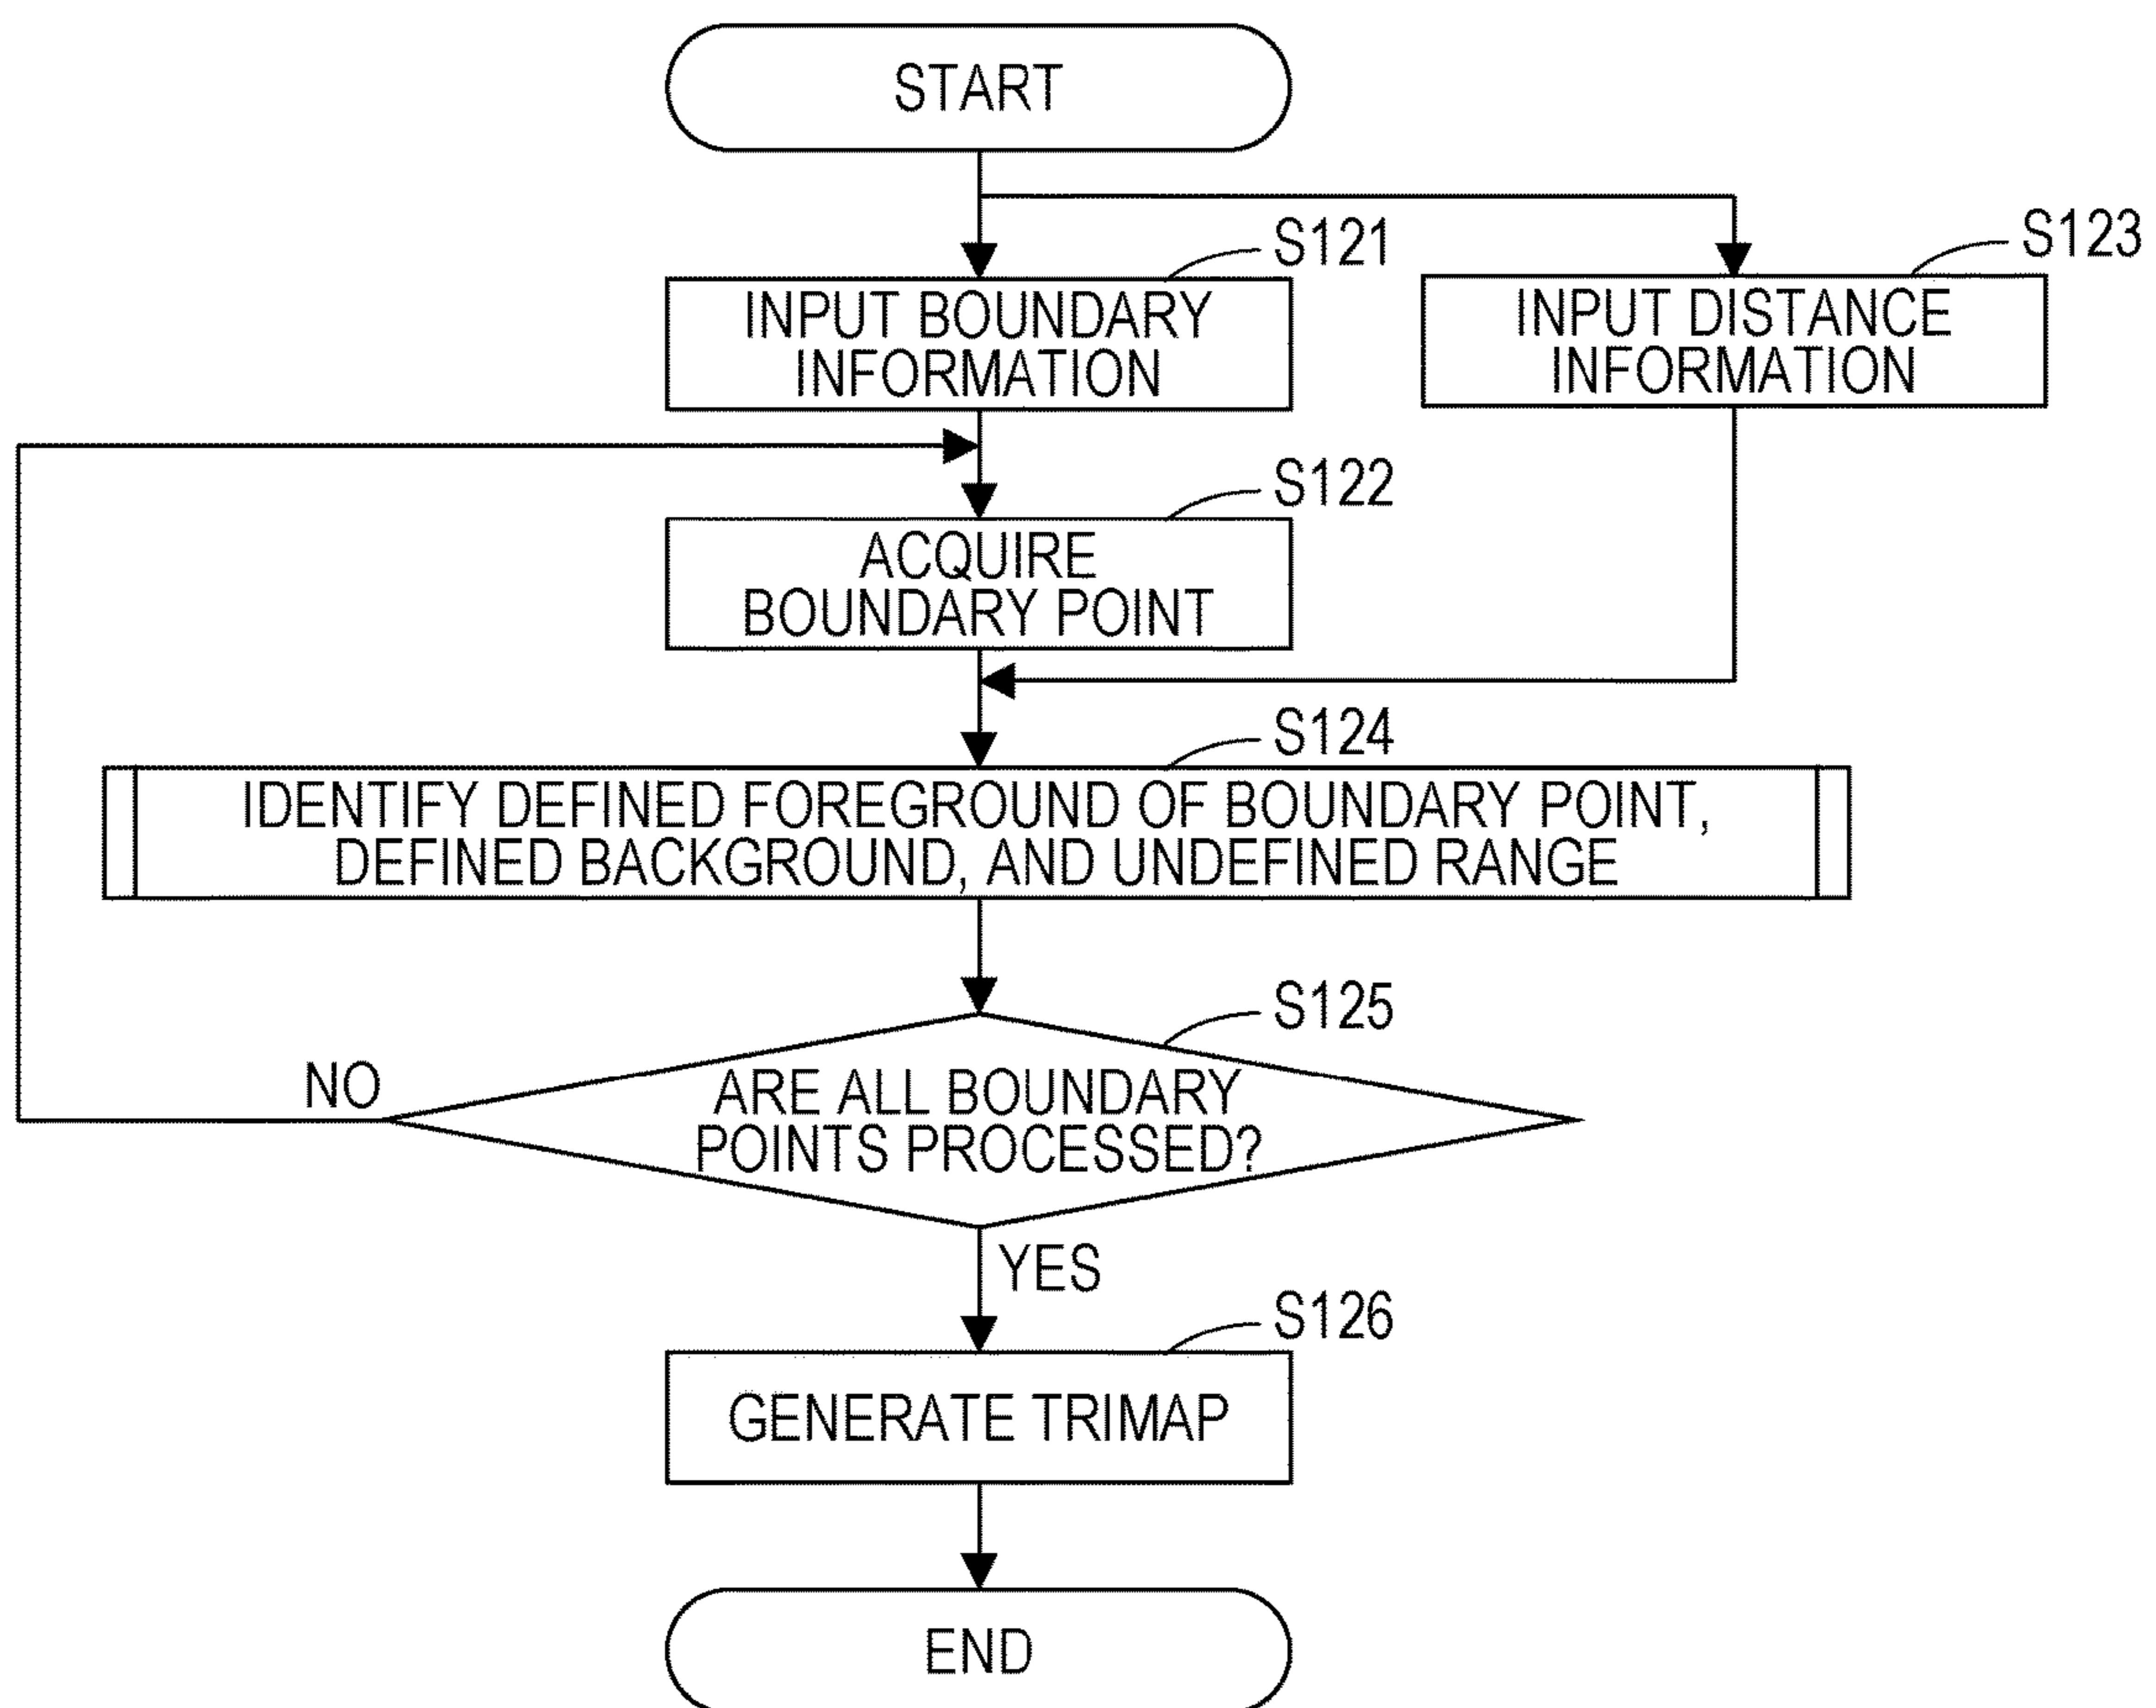 START
S121
INPUT BOUNDARY
INFORMATION
S123
INPUT DISTANCE
INFORMATION
S122
ACQUIRE
BOUNDARY POINT
S124
IDENTIFY DEFINED FOREGROUND OF BOUNDARY POINT,
DEFINED BACKGROUND, AND UNDEFINED RANGE
S125
ARE ALL BOUNDARY
POINTS PROCESSED?
NO
YES
S126
GENERATE TRIMAP
END